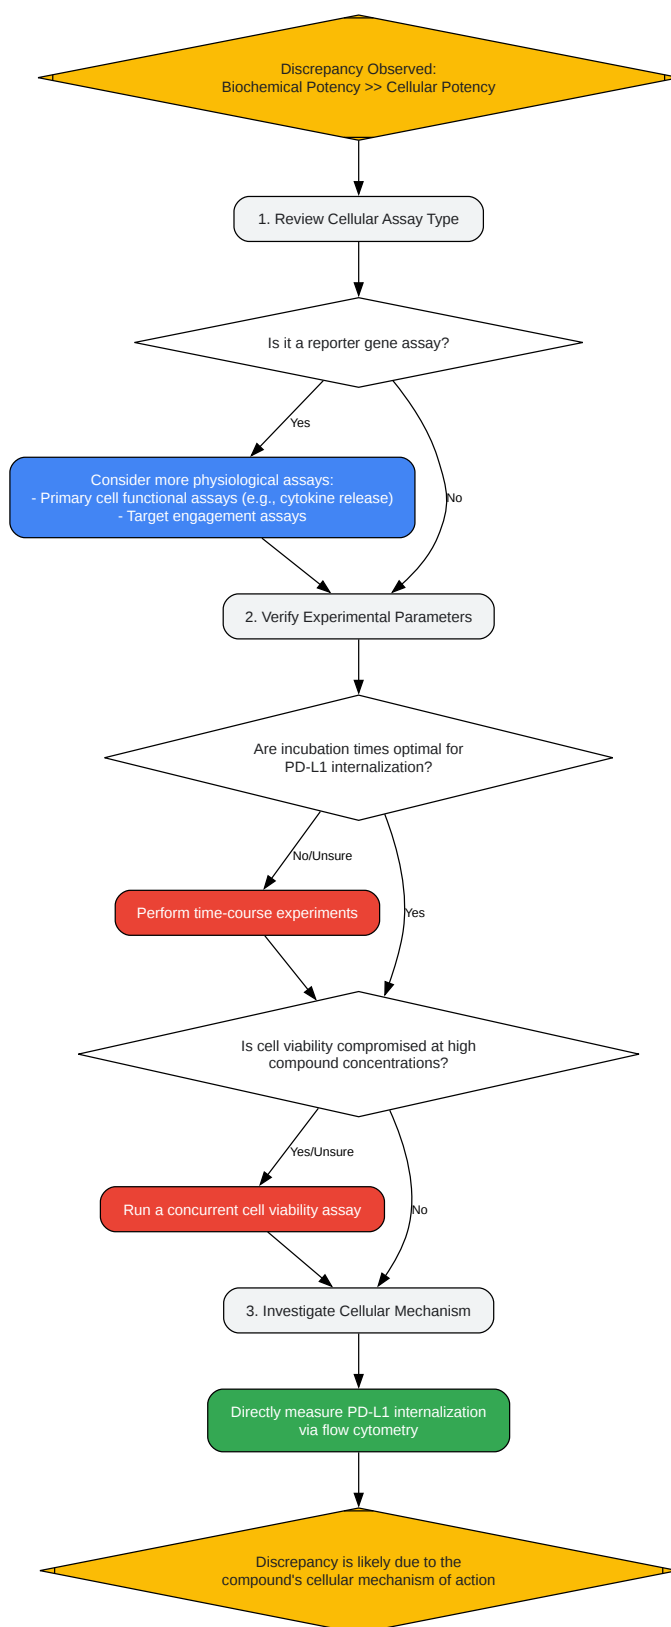 Discrepancy Observed:
Biochemical Potency >> Cellular Potency
1. Review Cellular Assay Type
Is it a reporter gene assay?
Yes
Consider more physiological assays:
- Primary cell functional assays (e.g., cytokine release)
- Target engagement assays
No
2. Verify Experimental Parameters
Are incubation times optimal for
PD-L1 internalization?
No/Unsure
Perform time-course experiments
Yes
Is cell viability compromised at high
compound concentrations?
Yes/Unsure
Run a concurrent cell viability assay
No
3. Investigate Cellular Mechanism
Directly measure PD-L1 internalization
via flow cytometry
Discrepancy is likely due to the
compound's cellular mechanism of action